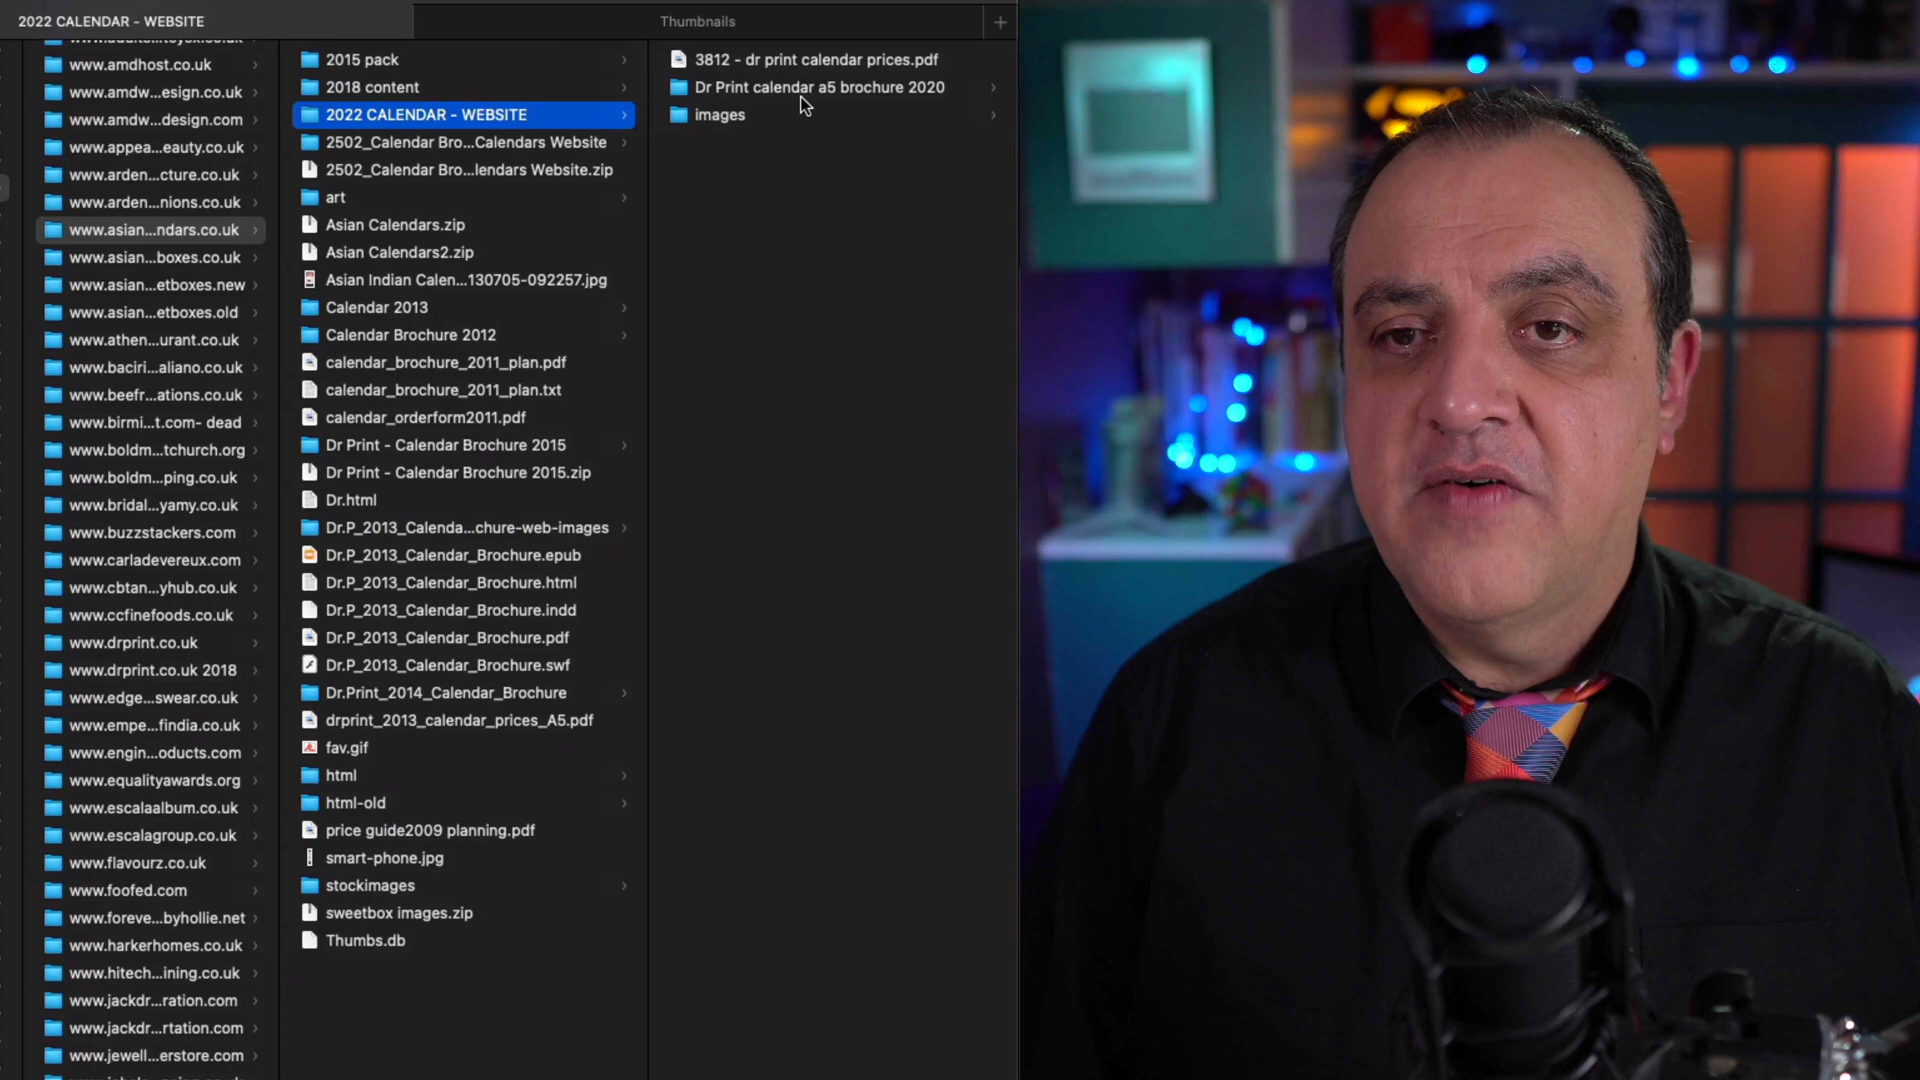 2022 CALENDAR - WEBSITE
Thumbnails
www.amdhost.co.uk
www.amdw...esign.co.uk
www.amdw...design.com
www.appea...eauty.co.uk
www.arden...cture.co.uk
www.arden...nions.co.uk
www.asian...ndars.co.uk
www.asian...boxes.co.uk
www.asian...etboxes.new
www.asian...etboxes.old
www.athen...urant.co.uk
www.baciri...aliano.co.uk
www.beefr...ations.co.uk
www.birmi...t.com- dead
www.boldm...tchurch.org
www.boldm...ping.co.uk
www.bridal...yamy.co.uk
www.buzzstackers.com
www.carladevereux.com
www.cbtan...yhub.co.uk
www.ccfinefoods.co.uk
www.drprint.co.uk
www.drprint.co.uk 2018
www.edge...swear.co.uk
www.empe...findia.co.uk
www.engin...oducts.com
www.equalityawards.org
www.escalaalbum.co.uk
www.escalagroup.co.uk
www.flavourz.co.uk
www.foofed.com
www.foreve...byhollie.net
www.harkerhomes.co.uk
www.hitech...ining.co.uk
www.jackdr...ration.com
www.jackdr...rtation.com
www.jewell...erstore.com
2015 pack
2018 content
2022 CALENDAR - WEBSITE
2502_Calendar Bro...Calendars Website
2502_Calendar Bro...lendars Website.zip
art
Asian Calendars.zip
Asian Calendars2.zip
Asian Indian Calen...130705-092257.jpg
Calendar 2013
Calendar Brochure 2012
calendar_brochure_2011_plan.pdf
calendar_brochure_2011_plan.txt
calendar_orderform2011.pdf
Dr Print - Calendar Brochure 2015
Dr Print - Calendar Brochure 2015.zip
Dr.html
Dr.P_2013_Calenda...chure-web-images
Dr.P_2013_Calendar_Brochure.epub
Dr.P_2013_Calendar_Brochure.html
Dr.P_2013_Calendar_Brochure.indd
Dr.P_2013_Calendar_Brochure.pdf
Dr.P_2013_Calendar_Brochure.swf
Dr.Print_2014_Calendar_Brochure
drprint_2013_calendar_prices_A5.pdf
fav.gif
html
html-old
price guide2009 planning.pdf
smart-phone.jpg
stockimages
sweetbox images.zip
Thumbs.db
3812 - dr print calendar prices.pdf
Dr Print calendar a5 brochure 2020
images